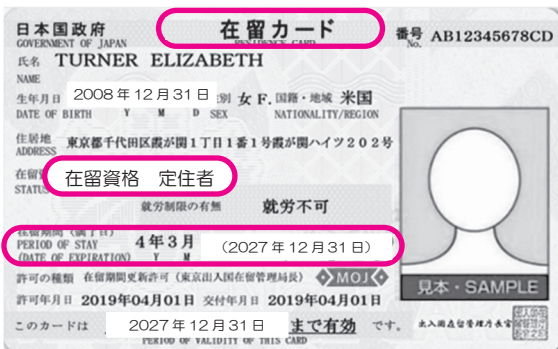 日本国政府 在留カード 番号 AB12345678CD
GOVERNMENT OF JAPAN RESIDENCE CARD No.
氏名 TURNER ELIZABETH
NAME
生年月日 2008年12月31日 性別 女 F. 国籍・地域 米国
DATE OF BIRTH Y M D SEX NATIONALITY/REGION
住居地 東京都千代田区霞が関1丁目1番1号霞が関ハイツ202号
ADDRESS
在留資格 定住者
STATUS
就労制限の有無 就労不可
在留期間(満了日)
PERIOD OF STAY 4年3月 (2027年12月31日)
(DATE OF EXPIRATION) Y M
許可の種類 在留期間更新許可(東京出入国在留管理局長) MOJ
見本・SAMPLE
許可年月日 2019年04月01日 交付年月日 2019年04月01日
このカードは 2027年12月31日 まで有効 です。 出入国在留管理庁長官
PERIOD OF VALIDITY OF THIS CARD